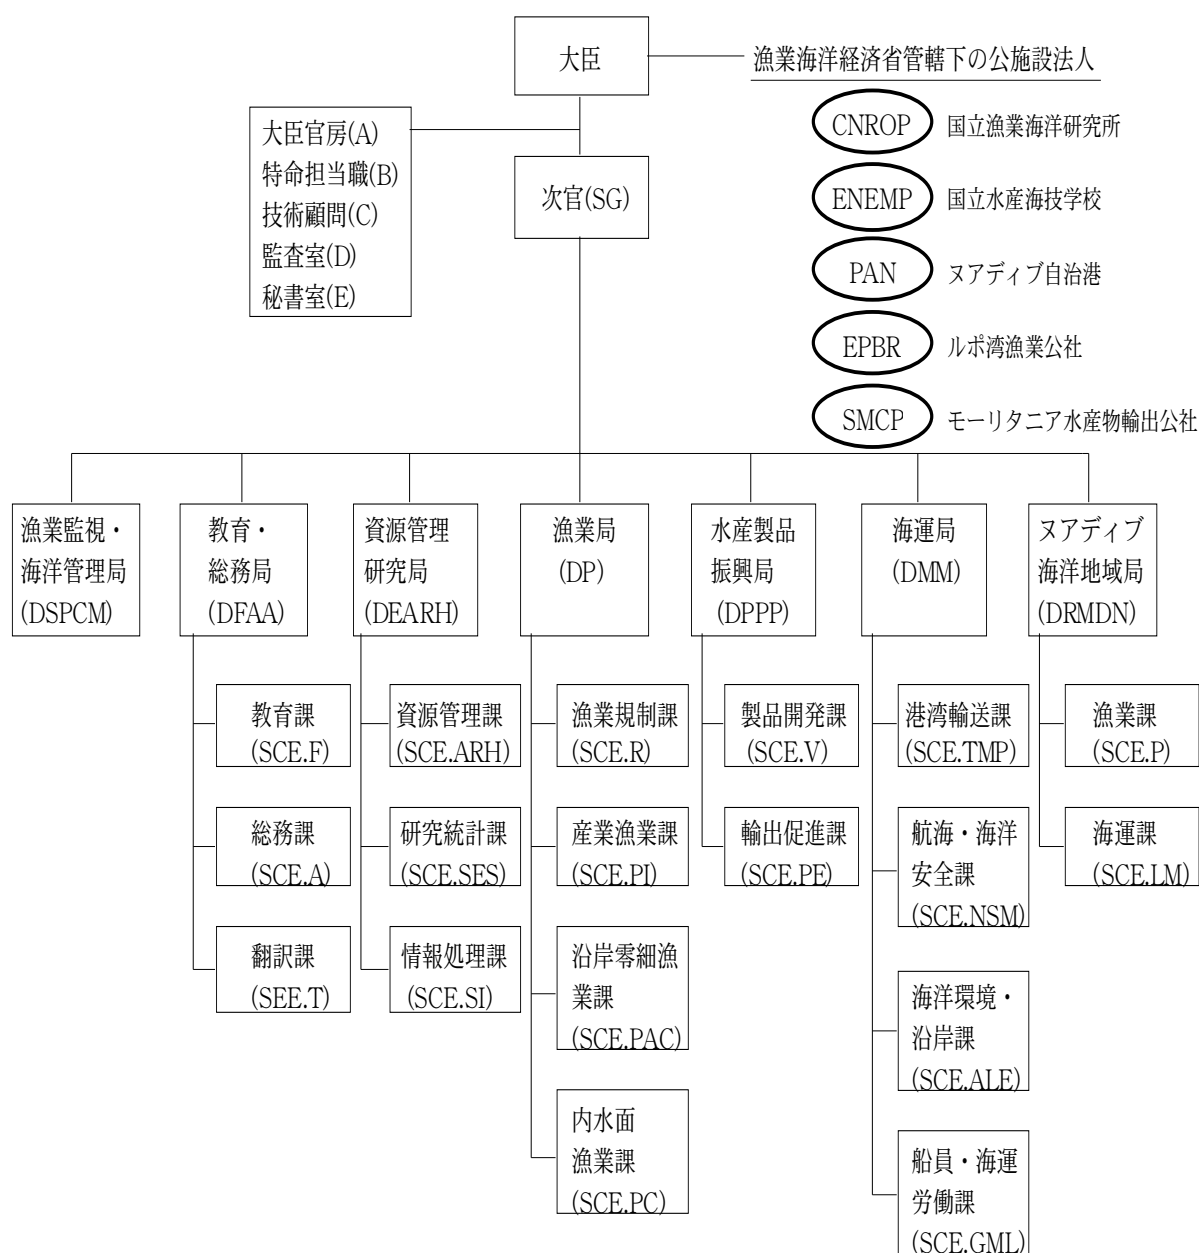 大臣
漁業海洋経済省管轄下の公施設法人
大臣官房(A)
特命担当職(B)
技術顧問(C)
監査室(D)
秘書室(E)
次官(SG)
CNROP 国立漁業海洋研究所
ENEMP 国立水産海技学校
PAN ヌアディブ自治港
EPBR ルポ湾漁業公社
SMCP モーリタニア水産物輸出公社
漁業監視・
海洋管理局
(DSPCM)
教育・
総務局
(DFAA)
資源管理
研究局
(DEARH)
漁業局
(DP)
水産製品
振興局
(DPPP)
海運局
(DMM)
ヌアディブ
海洋地域局
(DRMDN)
教育課
(SCE.F)
総務課
(SCE.A)
翻訳課
(SEE.T)
資源管理課
(SCE.ARH)
研究統計課
(SCE.SES)
情報処理課
(SCE.SI)
漁業規制課
(SCE.R)
産業漁業課
(SCE.PI)
沿岸零細漁
業課
(SCE.PAC)
内水面
漁業課
(SCE.PC)
製品開発課
(SCE.V)
輸出促進課
(SCE.PE)
港湾輸送課
(SCE.TMP)
航海・海洋
安全課
(SCE.NSM)
海洋環境・
沿岸課
(SCE.ALE)
船員・海運
労働課
(SCE.GML)
漁業課
(SCE.P)
海運課
(SCE.LM)